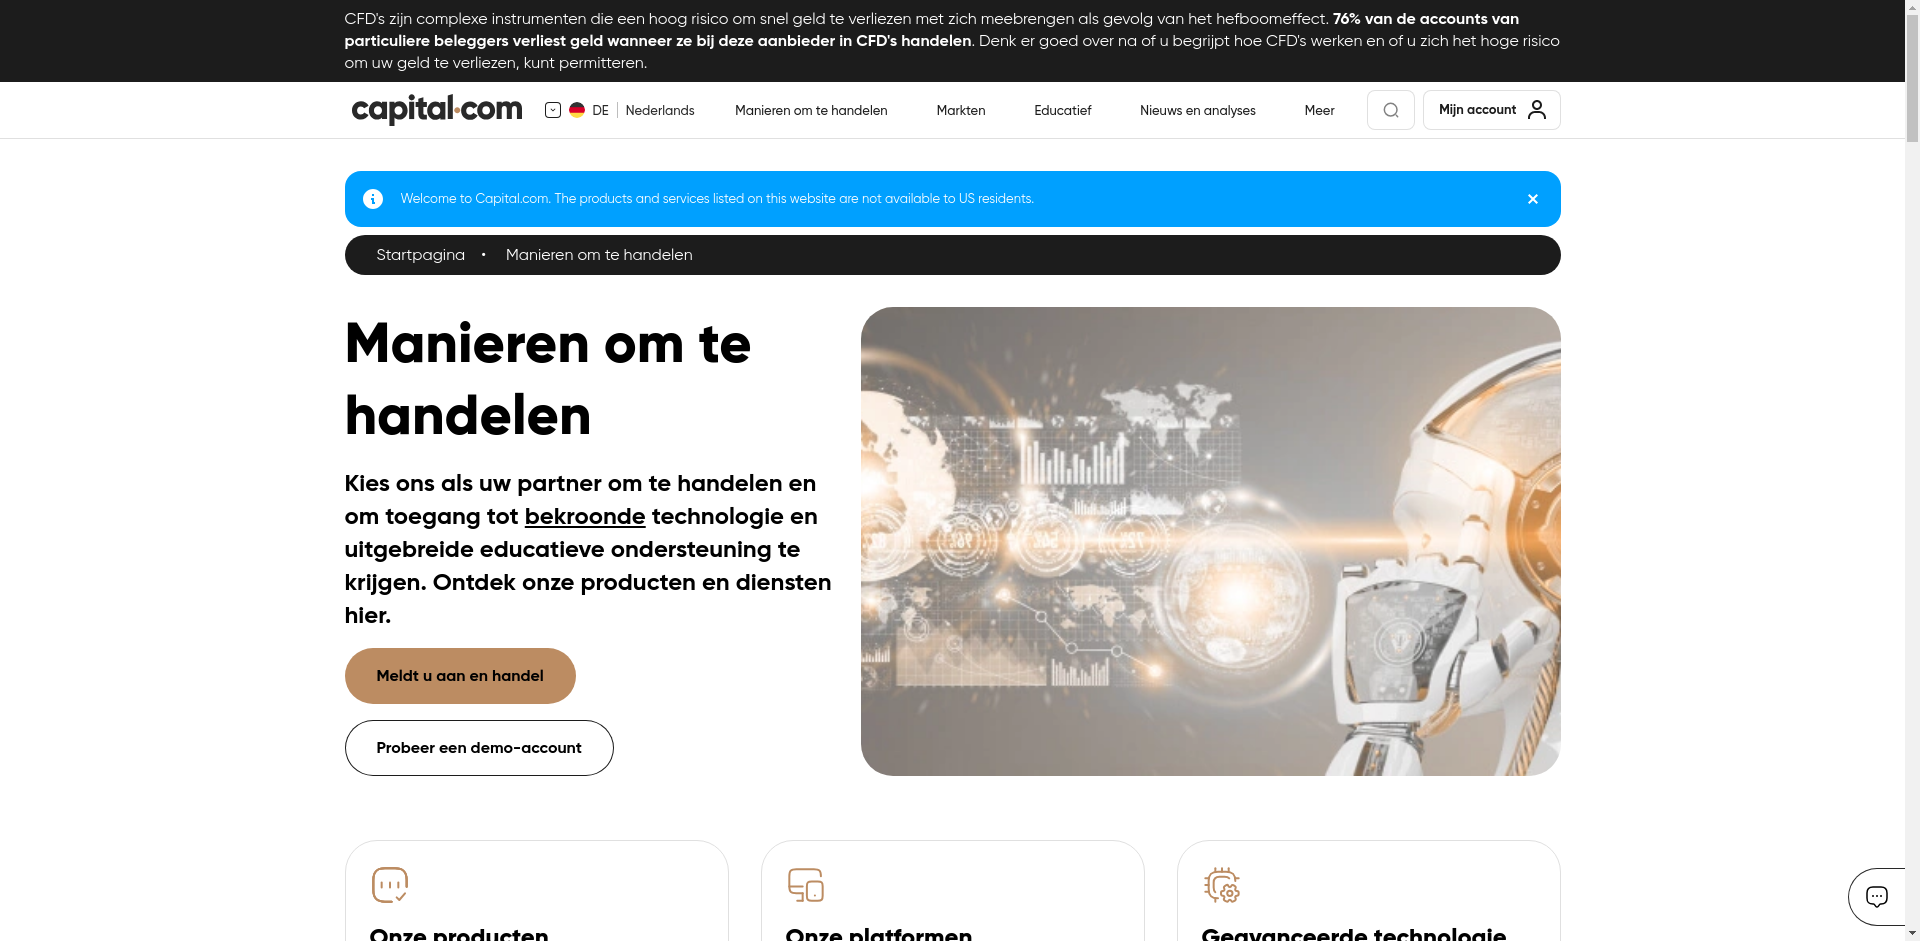 CFD's zijn complexe instrumenten die een hoog risico om snel geld te verliezen met zich meebrengen als gevolg van het hefboomeffect. 76% van de accounts van
particuliere beleggers verliest geld wanneer ze bij deze aanbieder in CFD's handelen. Denk er goed over na of u begrijpt hoe CFD's werken en of u zich het hoge risico
om uw geld te verliezen, kunt permitteren.
capital.com DE Nederlands Manieren om te handelen Markten Educatief Nieuws en analyses Meer Mijn account
Welcome to Capital.com. The products and services listed on this website are not available to US residents.
Startpagina • Manieren om te handelen
Manieren om te
handelen
Kies ons als uw partner om te handelen en
om toegang tot bekroonde technologie en
uitgebreide educatieve ondersteuning te
krijgen. Ontdek onze producten en diensten
hier.
Meldt u aan en handel
Probeer een demo-account
Onze producten
Onze platformen
Geavanceerde technologie